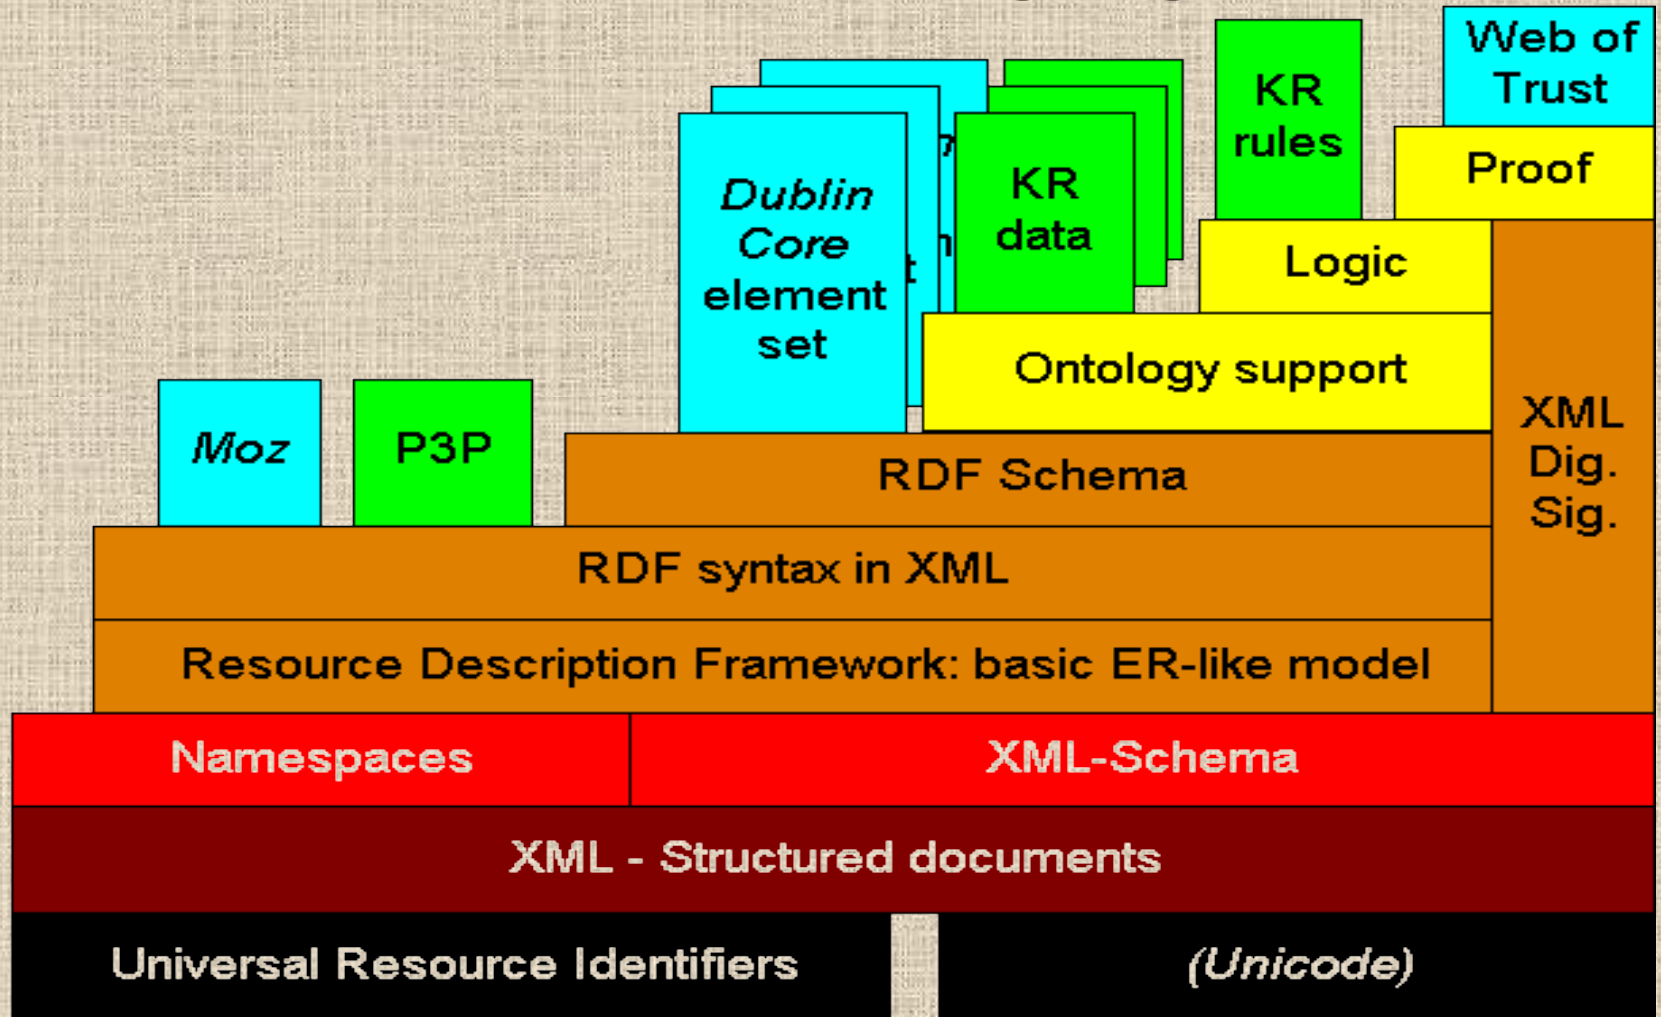 Web of
Trust
KR
rules
Proof
Dublin
Core
element
set
KR
data
Logic
Ontology support
XML
Dig.
Sig.
Moz
P3P
RDF Schema
RDF syntax in XML
Resource Description Framework: basic ER-like model
Namespaces
XML-Schema
XML - Structured documents
Universal Resource Identifiers
(Unicode)